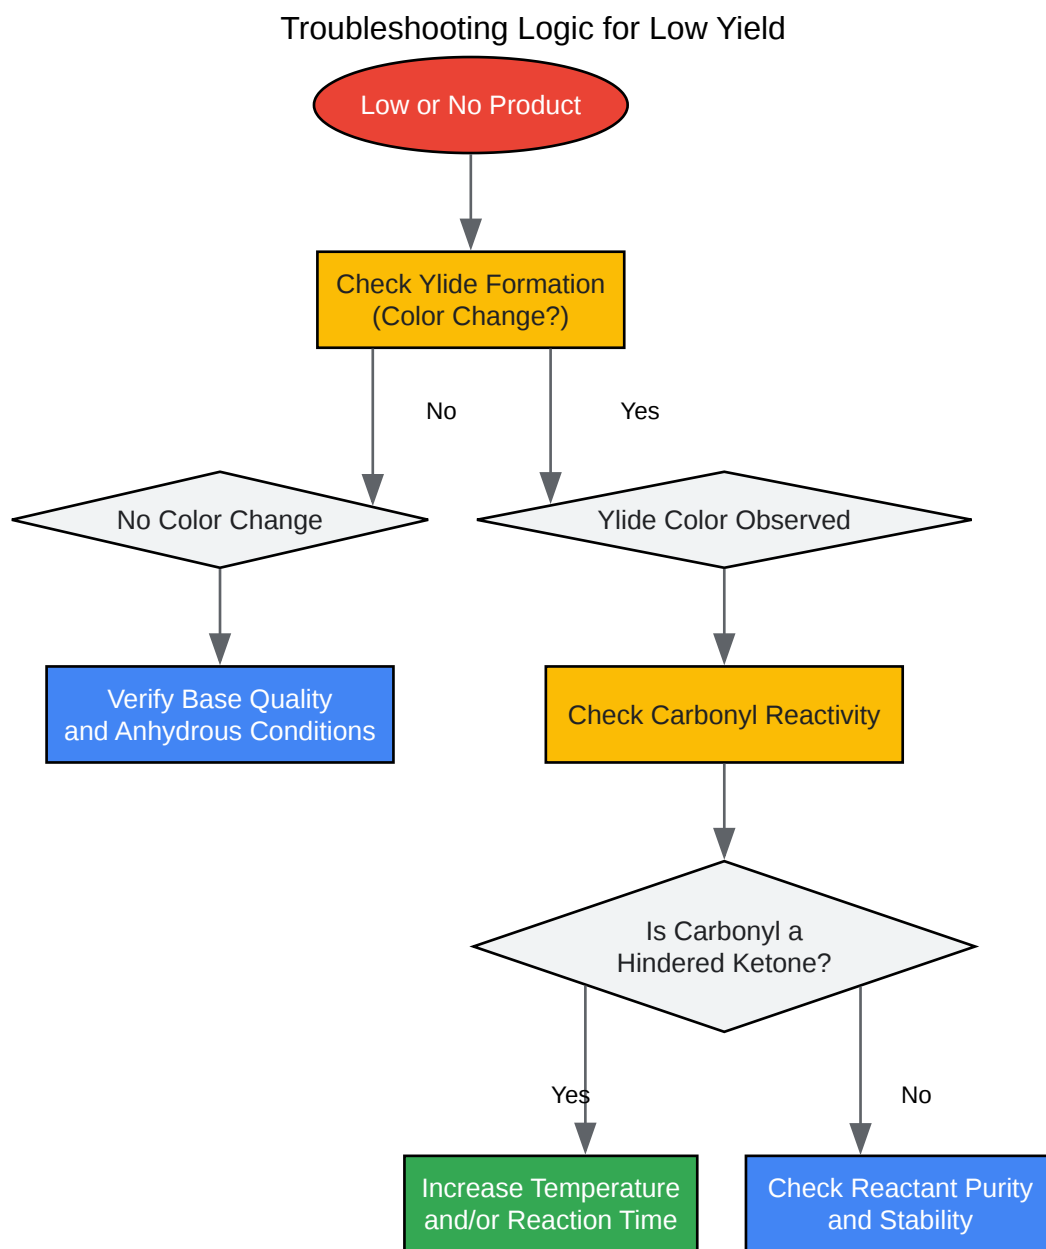 Troubleshooting Logic for Low Yield
Low or No Product
Check Ylide Formation
(Color Change?)
No
Yes
No Color Change
Ylide Color Observed
Verify Base Quality
and Anhydrous Conditions
Check Carbonyl Reactivity
Is Carbonyl a
Hindered Ketone?
Yes
No
Increase Temperature
and/or Reaction Time
Check Reactant Purity
and Stability